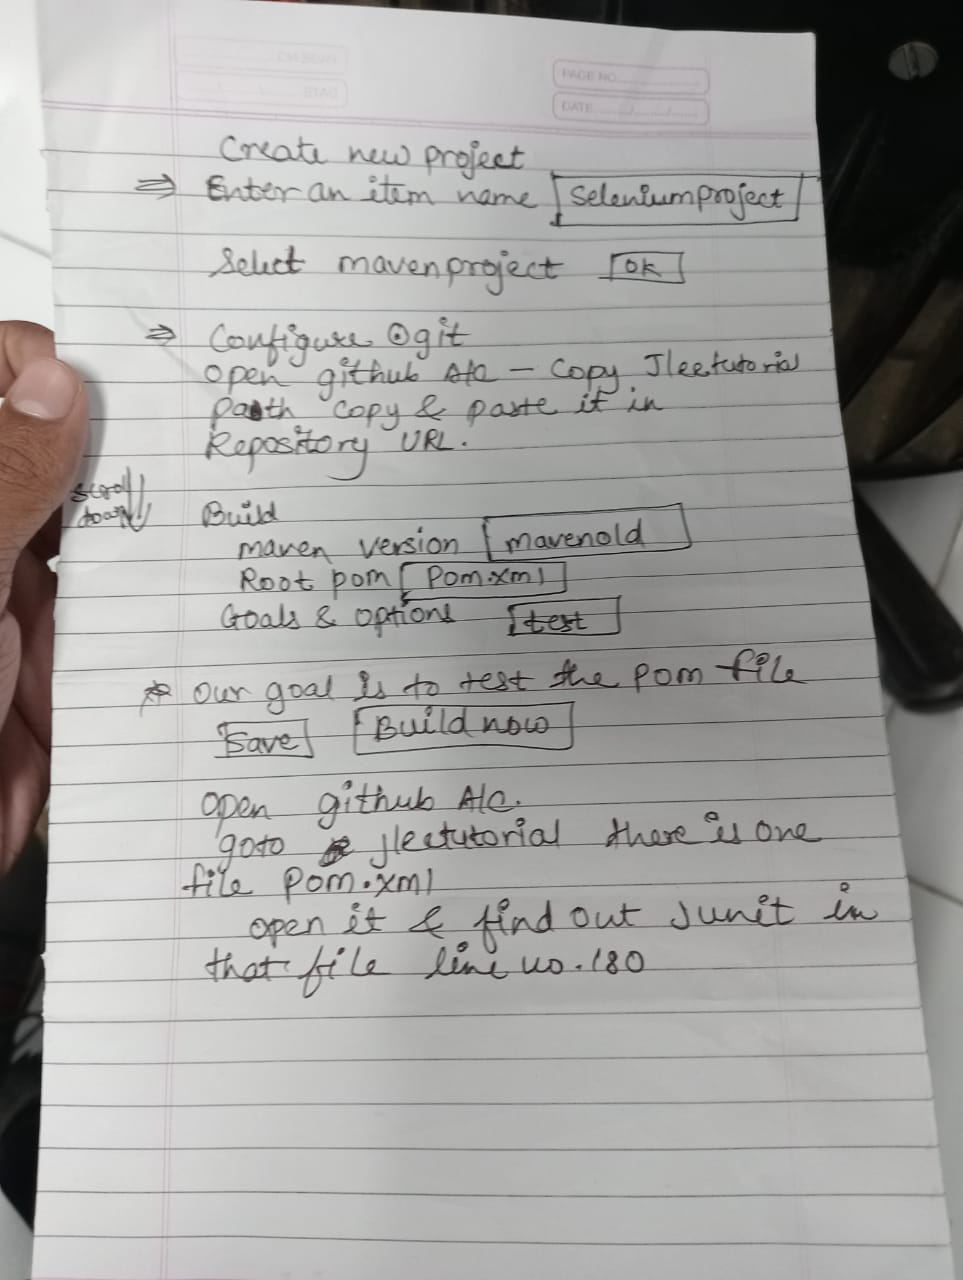 PAGE NO.
DATE
Create new project
⇒ Enter an item name [seleniumproject]
Select mavenproject [OK]
⇒ Configure ⊙git
open github A/c - copy Jleetutorial
path copy & paste it in
Repository URL.
scroll down
Build
maven version [mavenold]
Root pom [Pom.xml]
Goals & options [test]
* our goal is to test the pom file
[Save] [Build now]
open github A/c.
goto jleetutorial there is one
file pom.xml
open it & find out Junit in
that file line no. 180